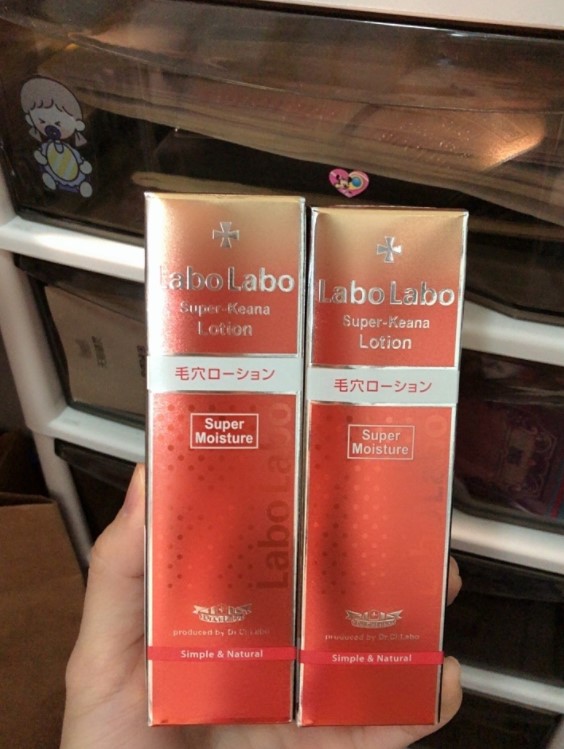 Labo Labo
Super-Keana
Lotion
毛穴ローション
Super
Moisture
Labo Labo
produced by Dr.Ci:Labo
Simple & Natural
Labo Labo
Super-Keana
Lotion
毛穴ローション
Super
Moisture
produced by Dr.Ci:Labo
Simple & Natural